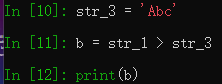 In [10]: str_3 = 'Abc'
In [11]: b = str_1 > str_3
In [12]: print(b)